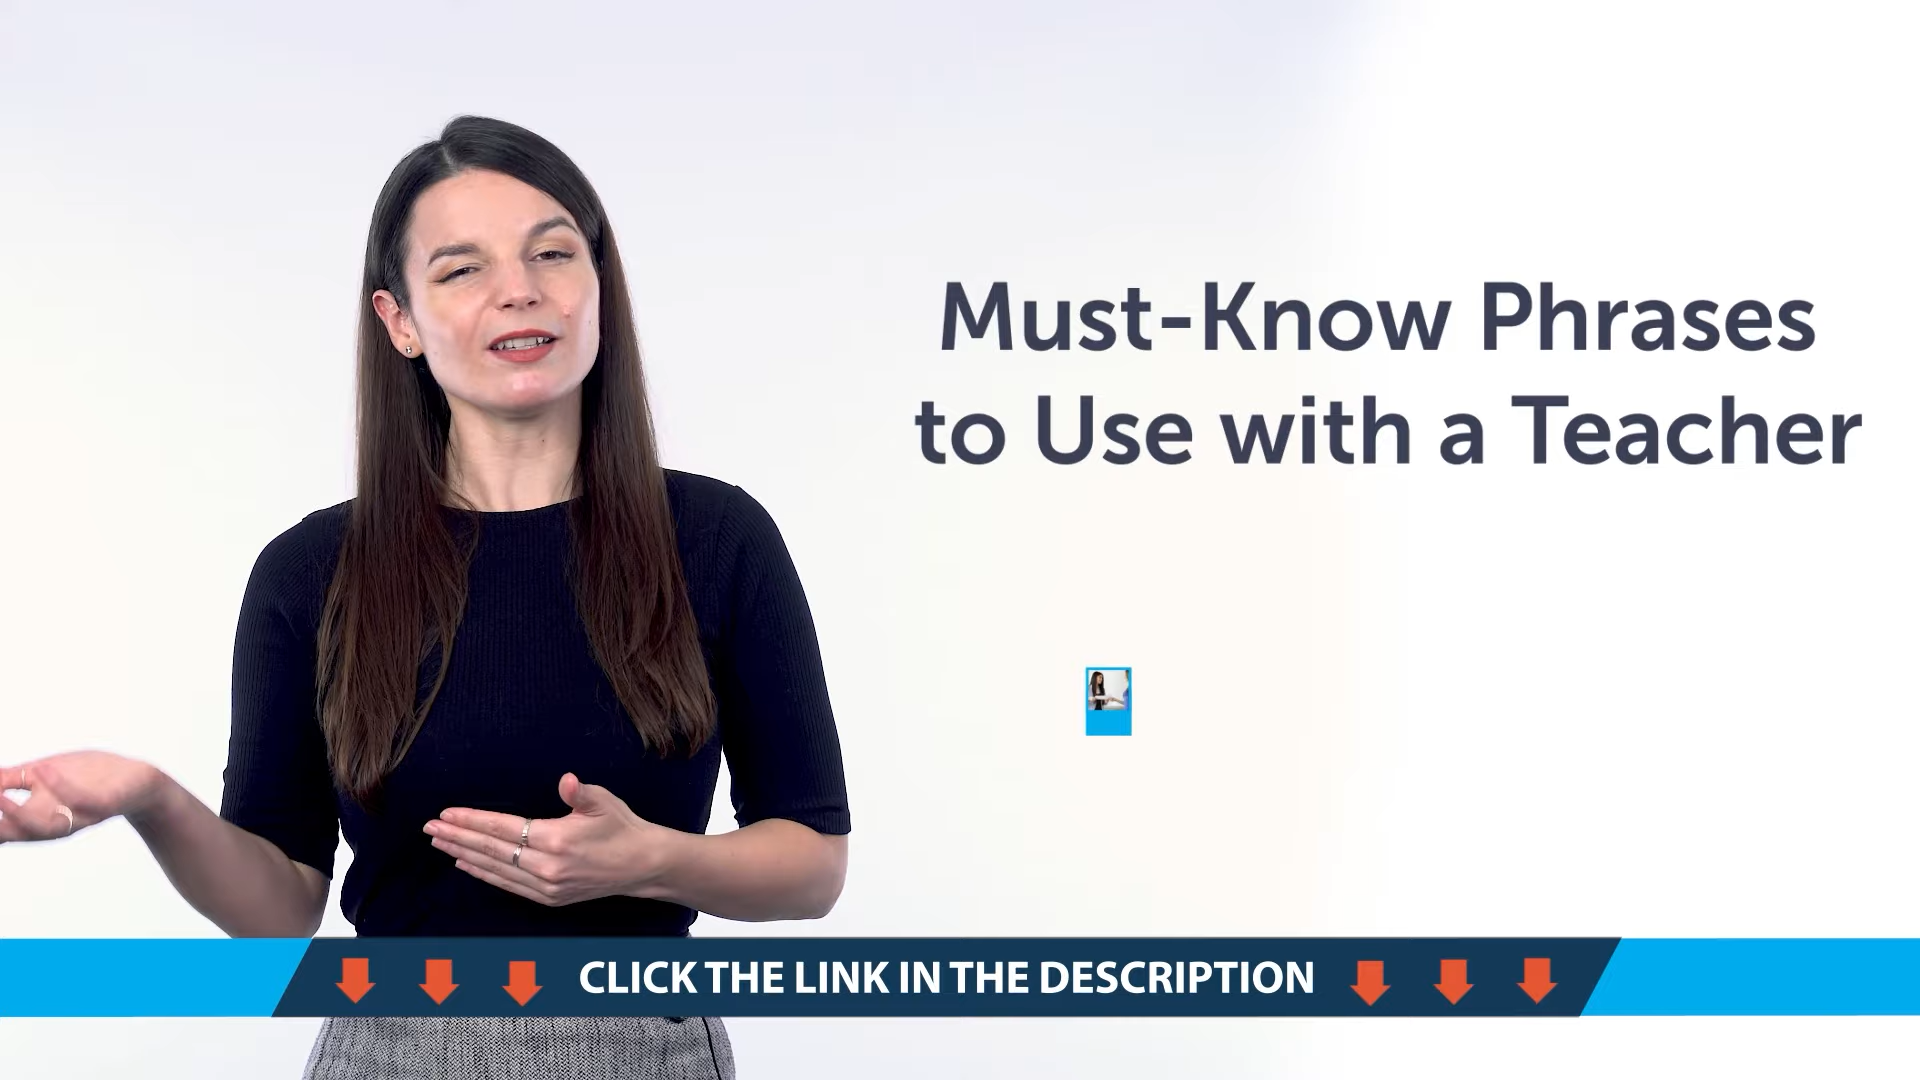 Must-Know Phrases
to Use with a Teacher
CLICK THE LINK IN THE DESCRIPTION